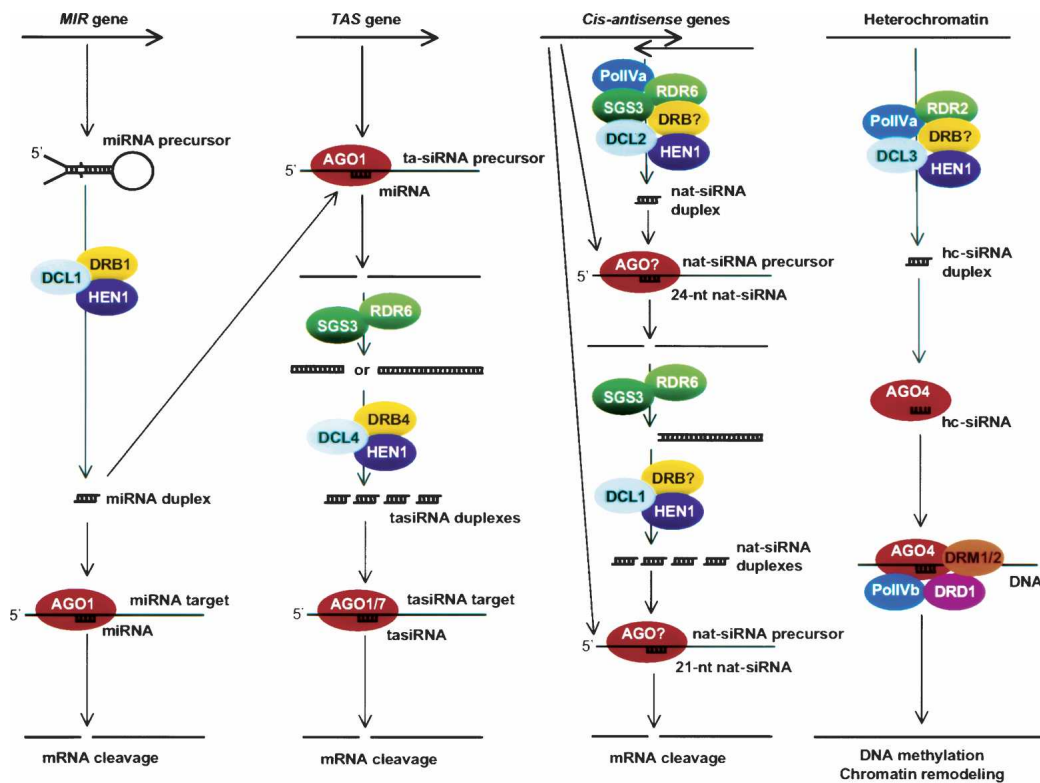 MIR gene
5'
miRNA precursor
DCL1
DRB1
HEN1
miRNA duplex
5'
AGO1
miRNA target
miRNA
mRNA cleavage
TAS gene
5'
AGO1
ta-siRNA precursor
miRNA
SGS3
RDR6
or
DCL4
DRB4
HEN1
tasiRNA duplexes
5'
AGO1/7
tasiRNA target
tasiRNA
mRNA cleavage
Cis-antisense genes
PolIVa
RDR6
SGS3
DRB?
DCL2
HEN1
nat-siRNA
duplex
5'
AGO?
nat-siRNA precursor
24-nt nat-siRNA
SGS3
RDR6
DRB?
DCL1
HEN1
nat-siRNA
duplexes
5'
AGO?
nat-siRNA precursor
21-nt nat-siRNA
mRNA cleavage
Heterochromatin
RDR2
PolIVa
DRB?
DCL3
HEN1
hc-siRNA
duplex
AGO4
hc-siRNA
AGO4
DRM1/2
DNA
PolIVb
DRD1
DNA methylation
Chromatin remodeling